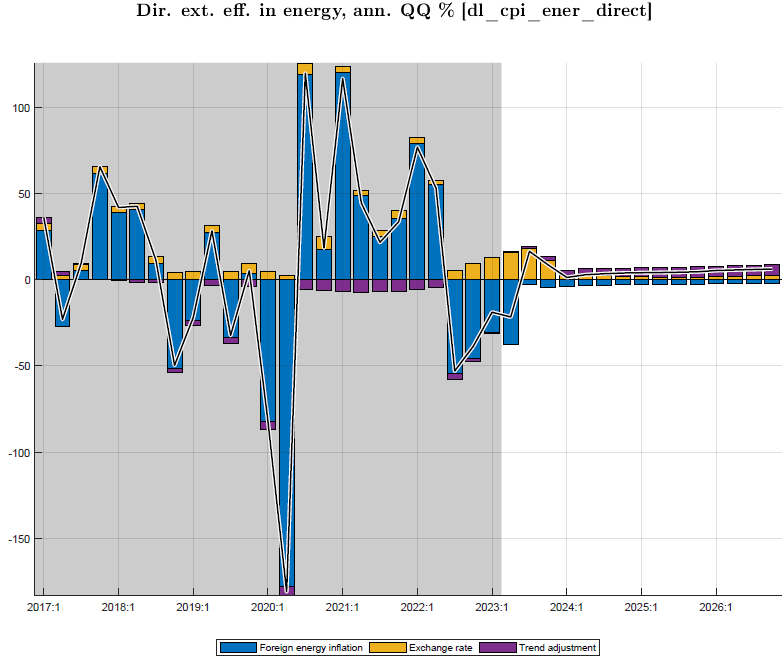 Dir. ext. eff. in energy, ann. QQ % [dl_cpi_ener_direct]
100
50
0
-50
-100
-150
2017:1 2018:1 2019:1 2020:1 2021:1 2022:1 2023:1 2024:1 2025:1 2026:1
Foreign energy inflation Exchange rate Trend adjustment